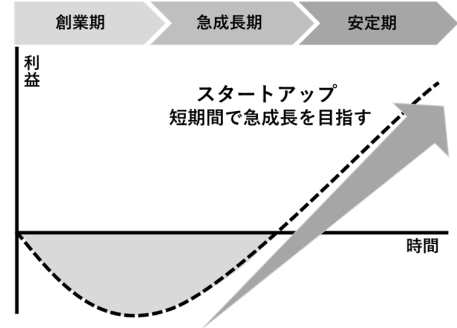 創業期
急成長期
安定期
利益
スタートアップ
短期間で急成長を目指す
時間